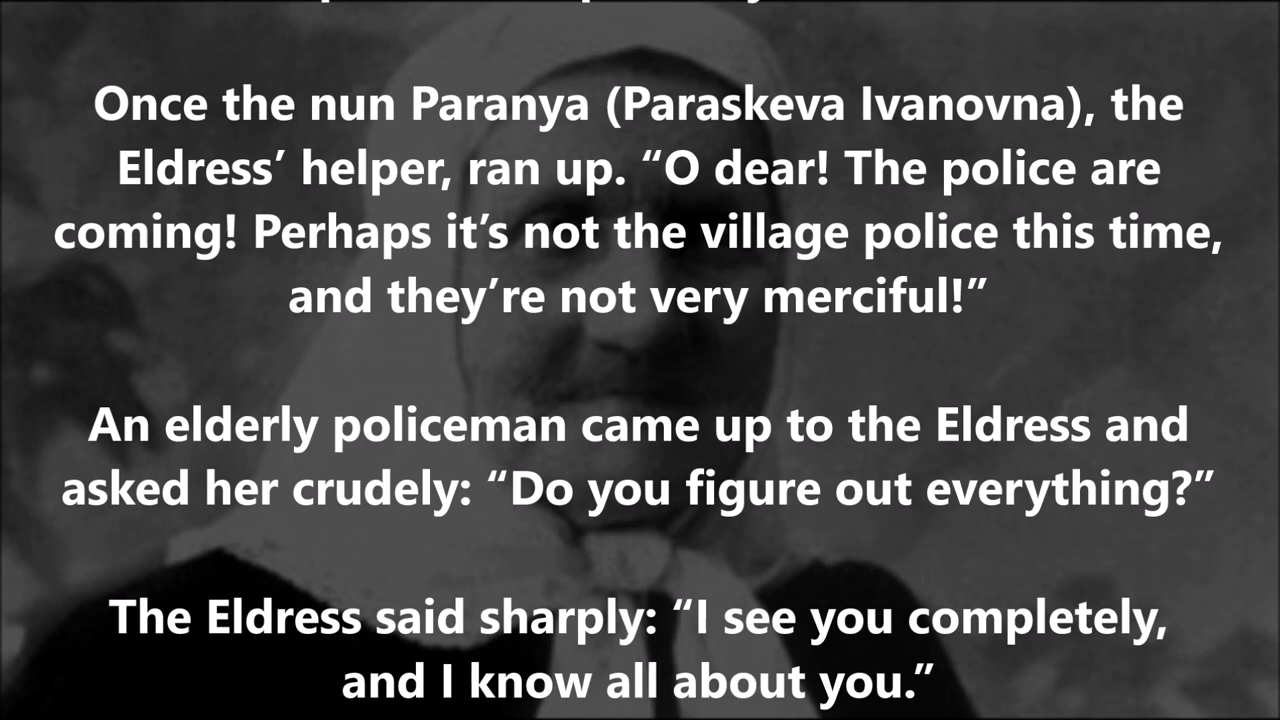 Once the nun Paranya (Paraskeva Ivanovna), the
Eldress’ helper, ran up. “O dear! The police are
coming! Perhaps it’s not the village police this time,
and they’re not very merciful!”
An elderly policeman came up to the Eldress and
asked her crudely: “Do you figure out everything?”
The Eldress said sharply: “I see you completely,
and I know all about you.”